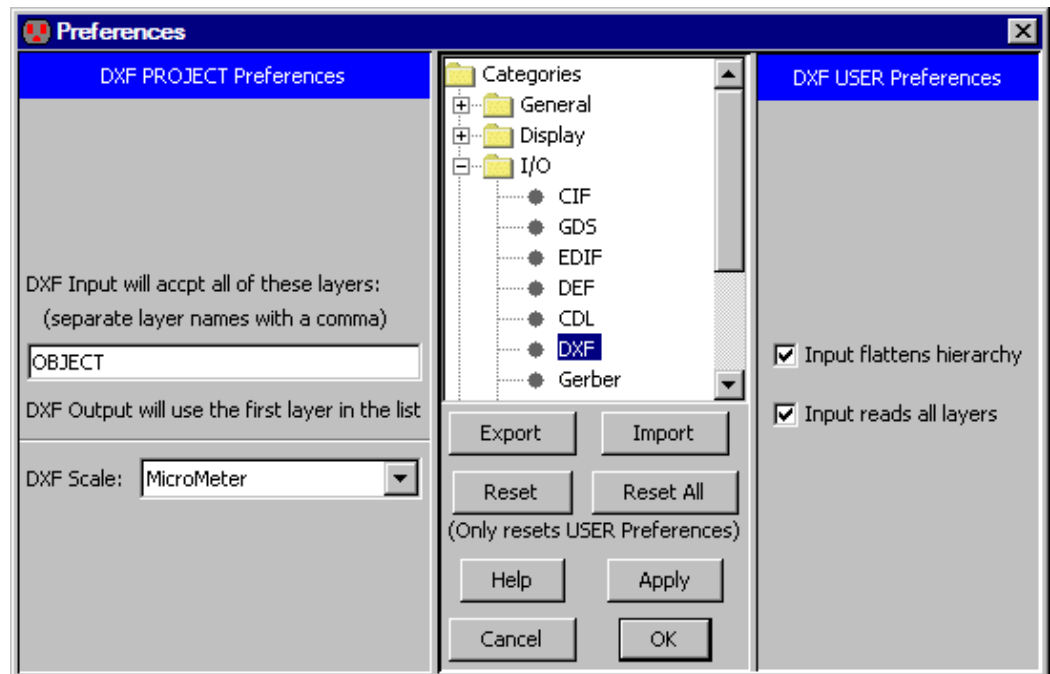 Preferences
DXF PROJECT Preferences
DXF Input will accpt all of these layers:
(separate layer names with a comma)
OBJECT
DXF Output will use the first layer in the list
DXF Scale: MicroMeter
Categories
General
Display
I/O
CIF
GDS
EDIF
DEF
CDL
DXF
Gerber
Export Import
Reset Reset All
(Only resets USER Preferences)
Help Apply
Cancel OK
DXF USER Preferences
Input flattens hierarchy
Input reads all layers